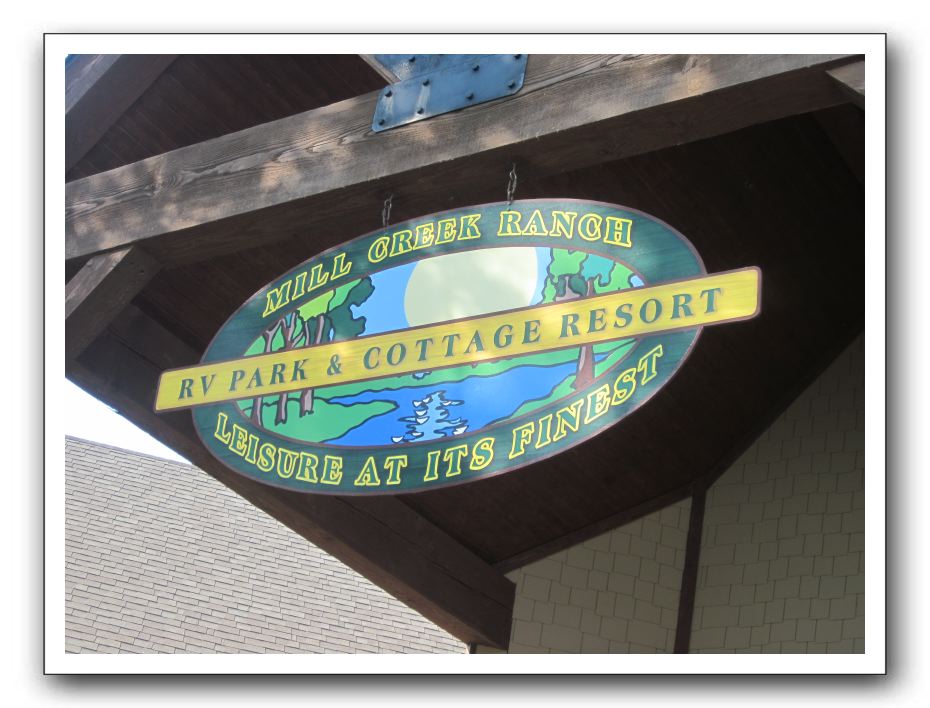 MILL CREEK RANCH
RV PARK & COTTAGE RESORT
LEISURE AT ITS FINEST